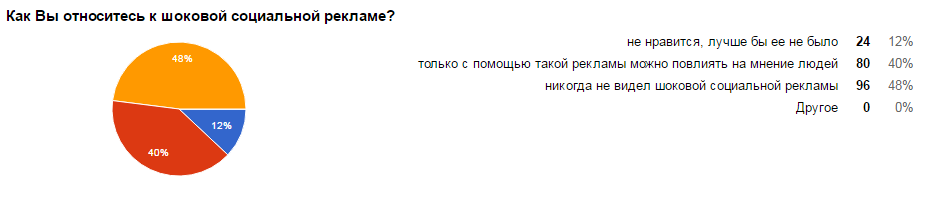 Как Вы относитесь к шоковой социальной рекламе?
48%
12%
40%
не нравится, лучше бы ее не было 24 12%
только с помощью такой рекламы можно повлиять на мнение людей 80 40%
никогда не видел шоковой социальной рекламы 96 48%
Другое 0 0%